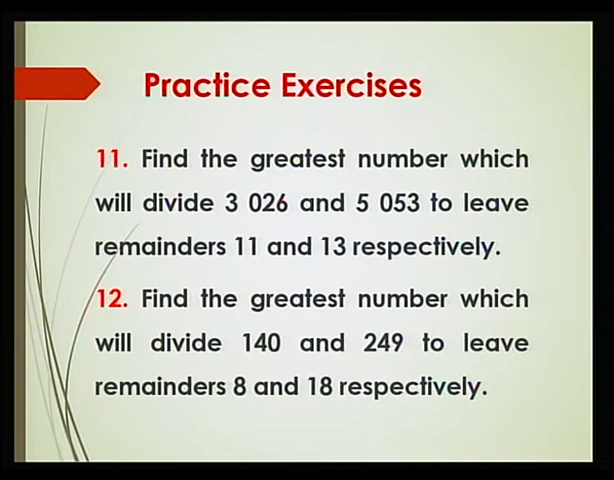 Practice Exercises
11. Find the greatest number which
will divide 3 026 and 5 053 to leave
remainders 11 and 13 respectively.
12. Find the greatest number which
will divide 140 and 249 to leave
remainders 8 and 18 respectively.